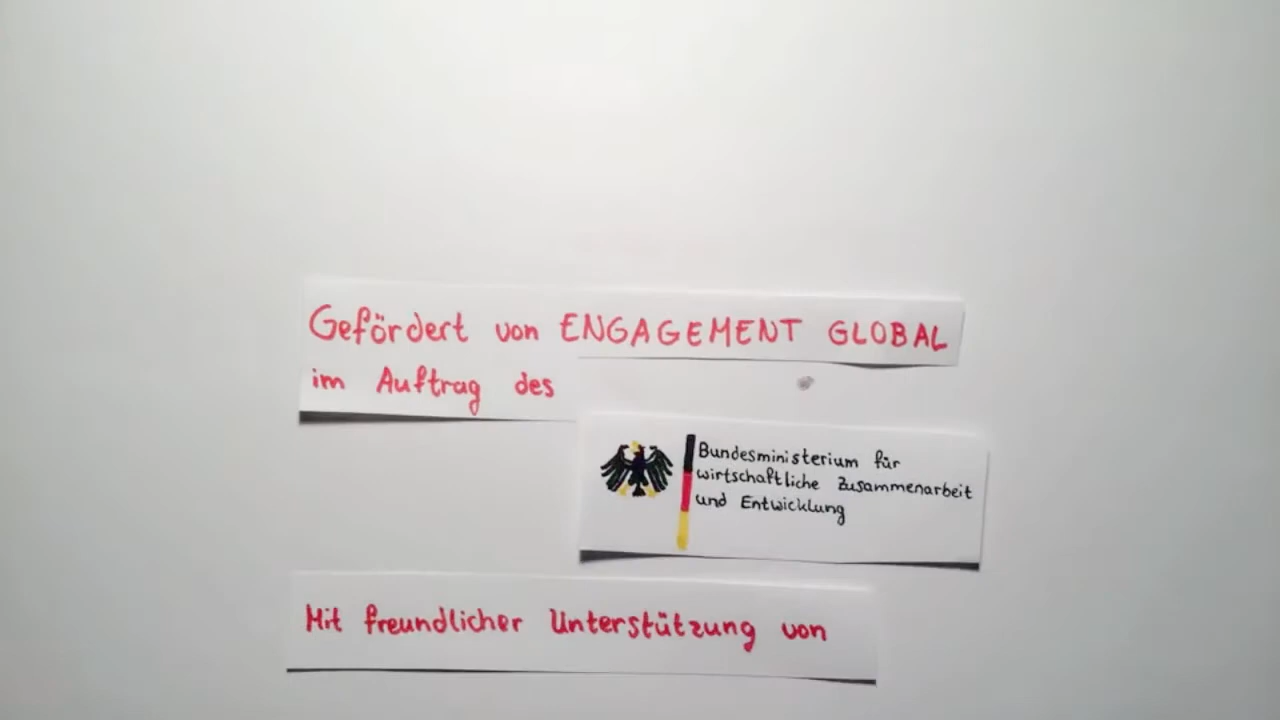 Gefördert von ENGAGEMENT GLOBAL
im Auftrag des
Bundesministerium für
wirtschaftliche Zusammenarbeit
und Entwicklung
Mit freundlicher Unterstützung von